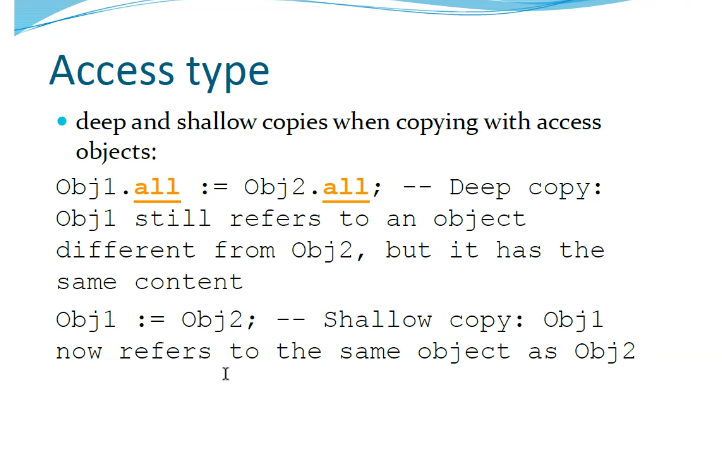 Access type
deep and shallow copies when copying with access
objects:
Obj1.all := Obj2.all; -- Deep copy:
Obj1 still refers to an object
different from Obj2, but it has the
same content
Obj1 := Obj2; -- Shallow copy: Obj1
now refers to the same object as Obj2